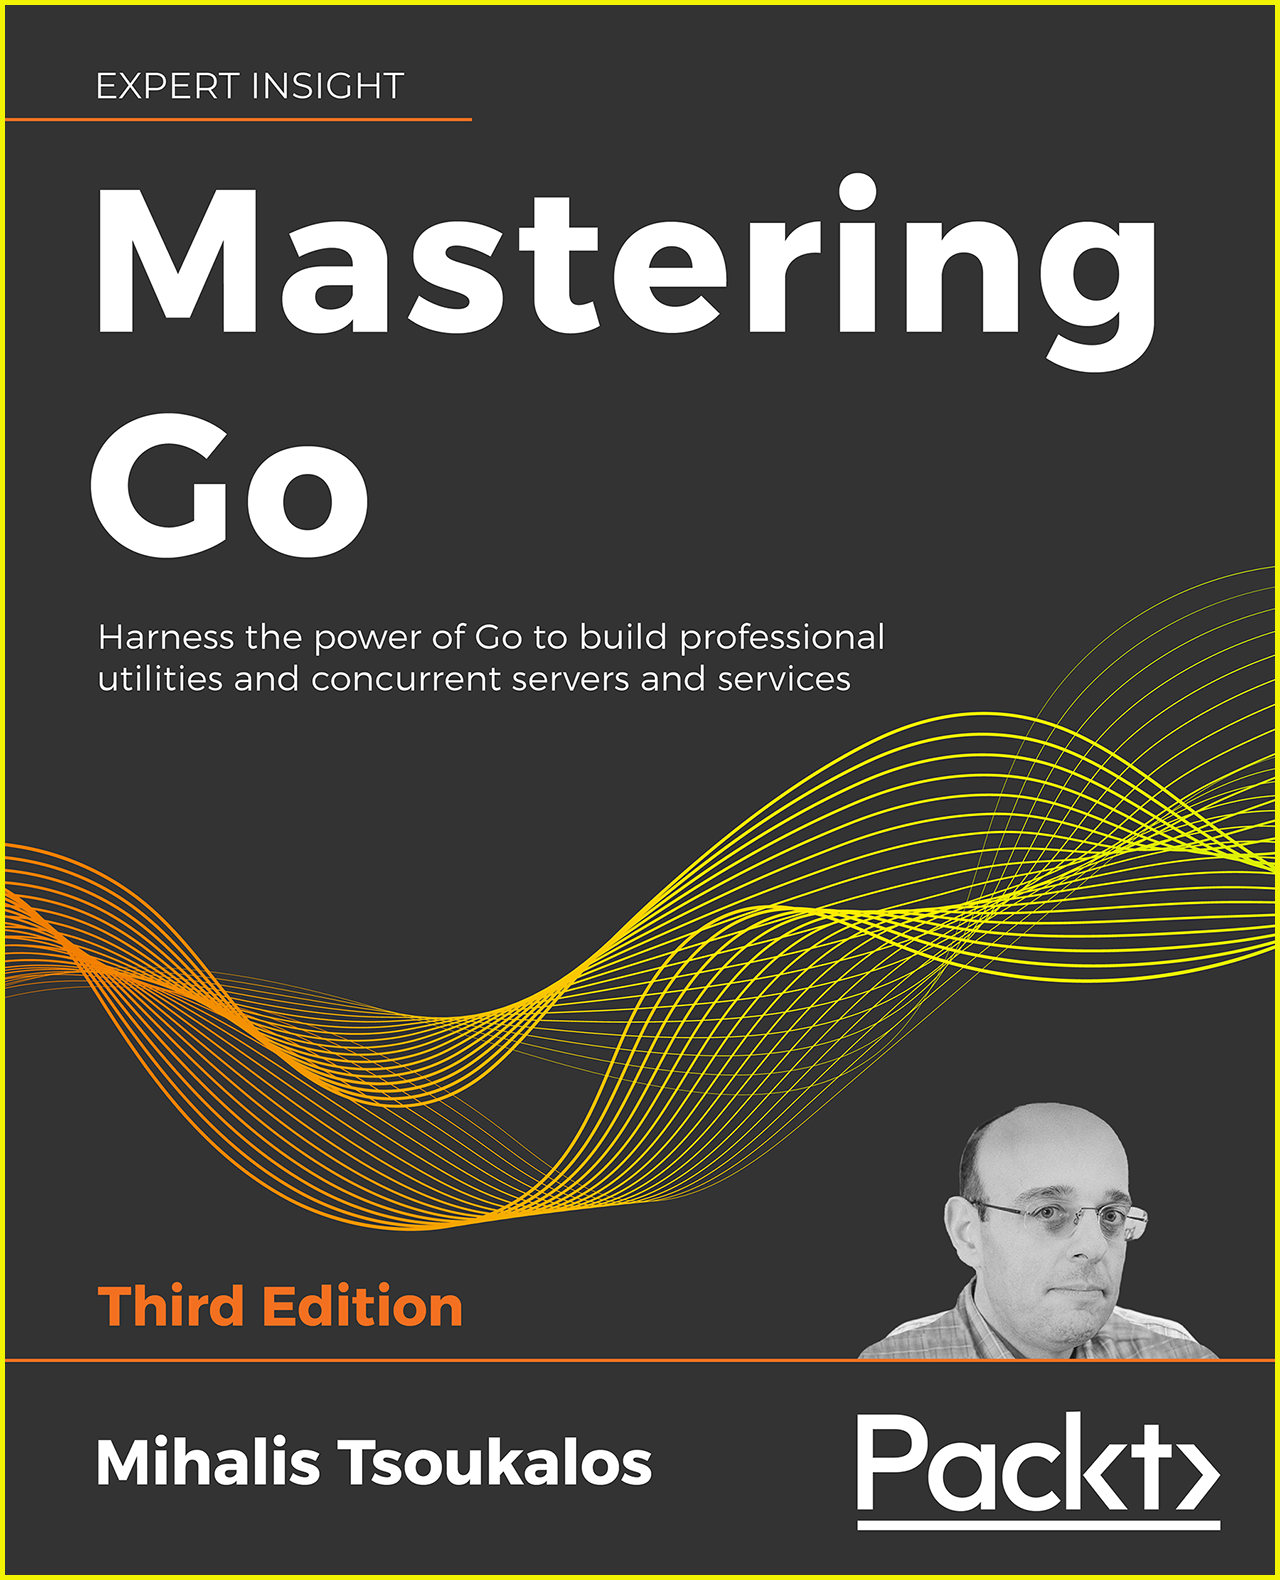 EXPERT INSIGHT
Mastering
Go
Harness the power of Go to build professional
utilities and concurrent servers and services
Third Edition
Mihalis Tsoukalos
Packt